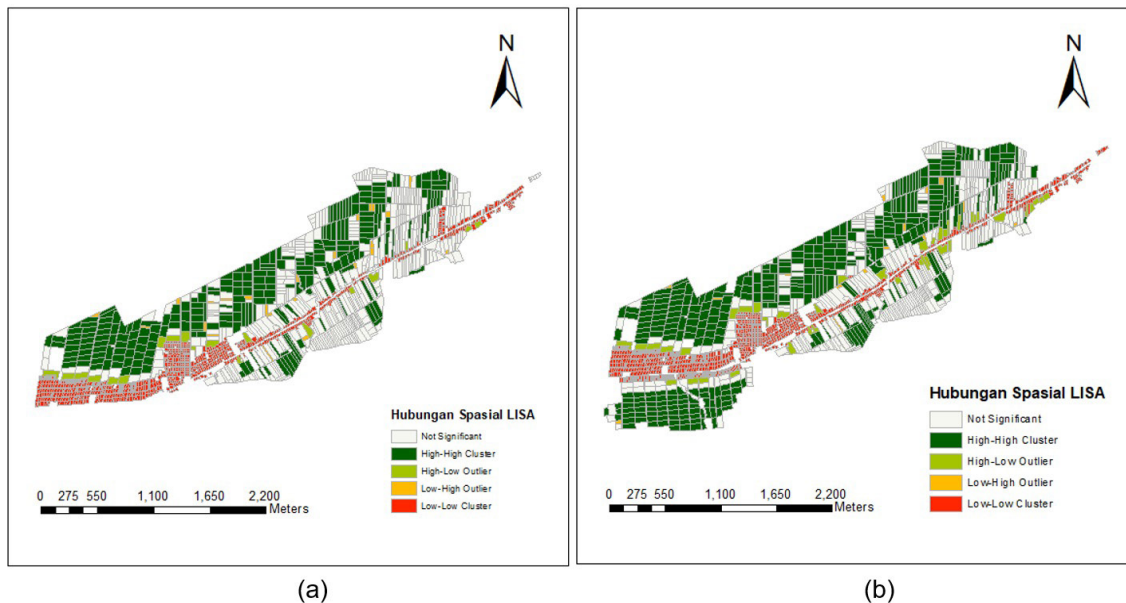 N
Hubungan Spasial LISA
Not Significant
High-High Cluster
High-Low Outlier
Low-High Outlier
Low-Low Cluster
0 275 550 1,100 1,650 2,200
Meters
(a)
N
Hubungan Spasial LISA
Not Significant
High-High Cluster
High-Low Outlier
Low-High Outlier
Low-Low Cluster
0 275 550 1,100 1,650 2,200
Meters
(b)